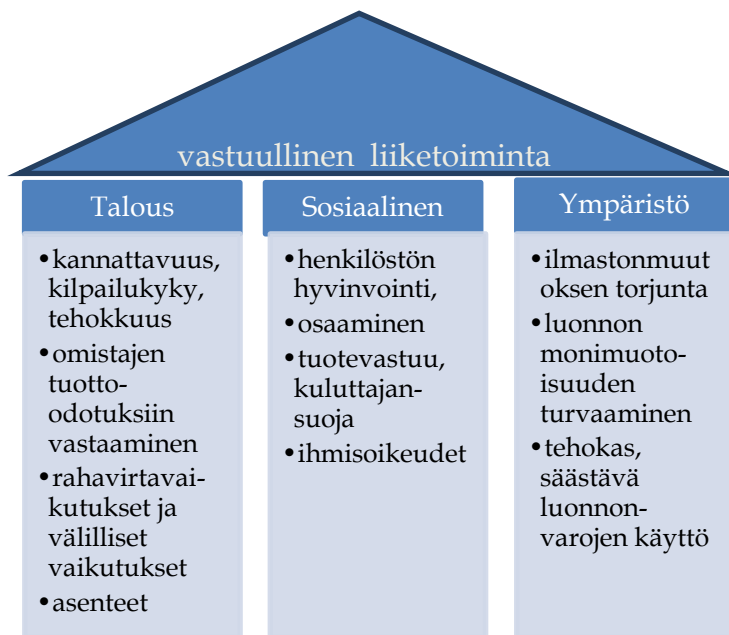 vastuullinen liiketoiminta
Talous
•kannattavuus,
kilpailukyky,
tehokkuus
•omistajen
tuotto-
odotuksiin
vastaaminen
•rahavirtavai-
kutukset ja
välilliset
vaikutukset
•asenteet
Sosiaalinen
•henkilöstön
hyvinvointi,
•osaaminen
•tuotevastuu,
kuluttajan-
suoja
•ihmisoikeudet
Ympäristö
•ilmastonmuut
oksen torjunta
•luonnon
monimuoto-
isuuden
turvaaminen
•tehokas,
säästävä
luonnon-
varojen käyttö